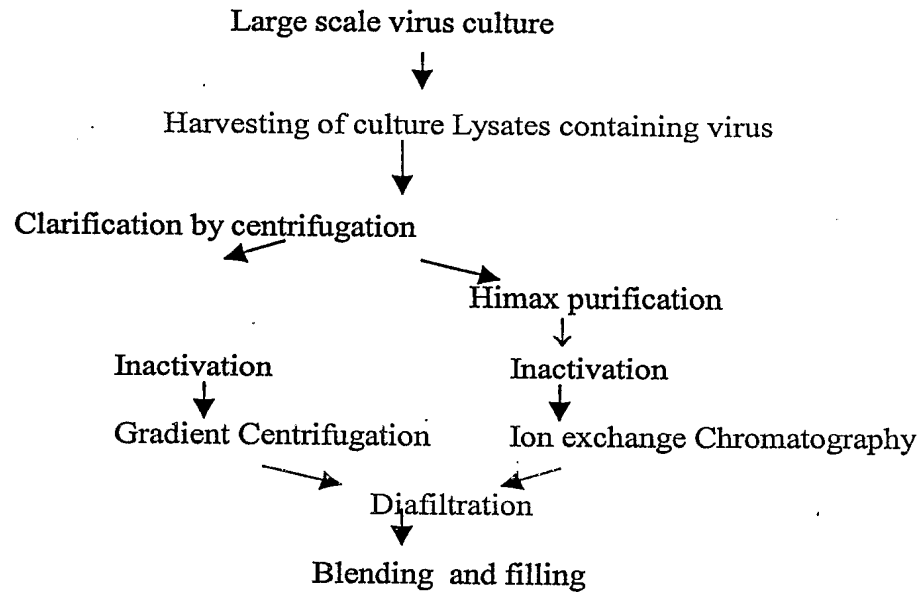 Large scale virus culture
Harvesting of culture Lysates containing virus
Clarification by centrifugation
Himax purification
Inactivation
Inactivation
Gradient Centrifugation
Ion exchange Chromatography
Diafiltration
Blending and filling